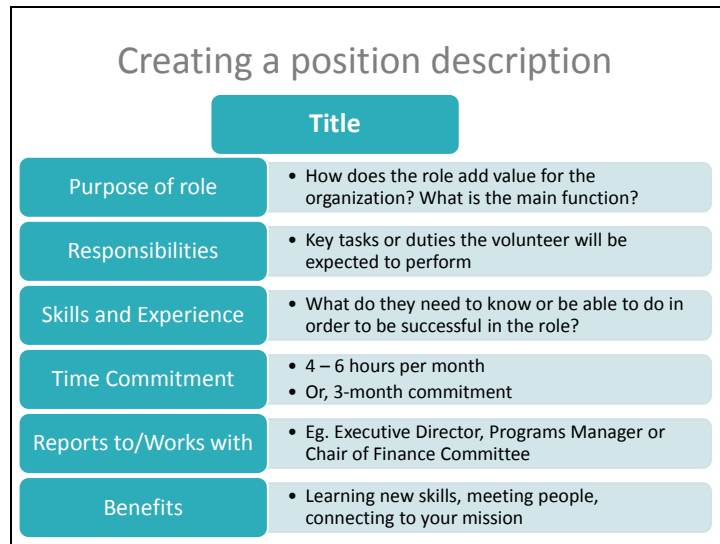 Creating a position description
Title
Purpose of role
• How does the role add value for the
organization? What is the main function?
Responsibilities
• Key tasks or duties the volunteer will be
expected to perform
Skills and Experience
• What do they need to know or be able to do in
order to be successful in the role?
Time Commitment
• 4 – 6 hours per month
• Or, 3-month commitment
Reports to/Works with
• Eg. Executive Director, Programs Manager or
Chair of Finance Committee
Benefits
• Learning new skills, meeting people,
connecting to your mission